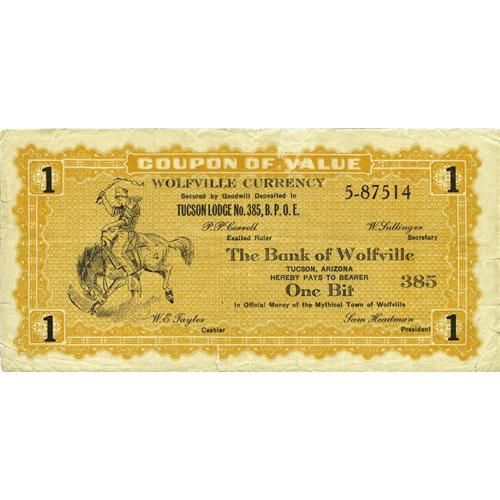 COUPON OF VALUE
1 1
WOLFVILLE CURRENCY
Secured by Goodwill Deposited in
5-87514
TUCSON LODGE No. 385, B. P. O. E.
P.P. Carroll W. Sullinger
Exalted Ruler Secretary
The Bank of Wolfville
TUCSON, ARIZONA
HEREBY PAYS TO BEARER
385
One Bit
In Official Money of the Mythical Town of Wolfville
1 1
W.E. Taylor Sam Headman
Cashier President